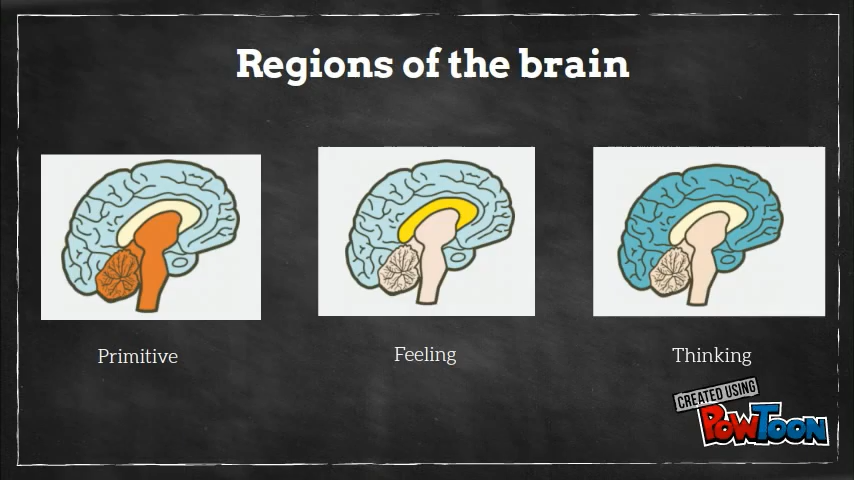 Regions of the brain
Primitive
Feeling
Thinking
CREATED USING
POWTOON